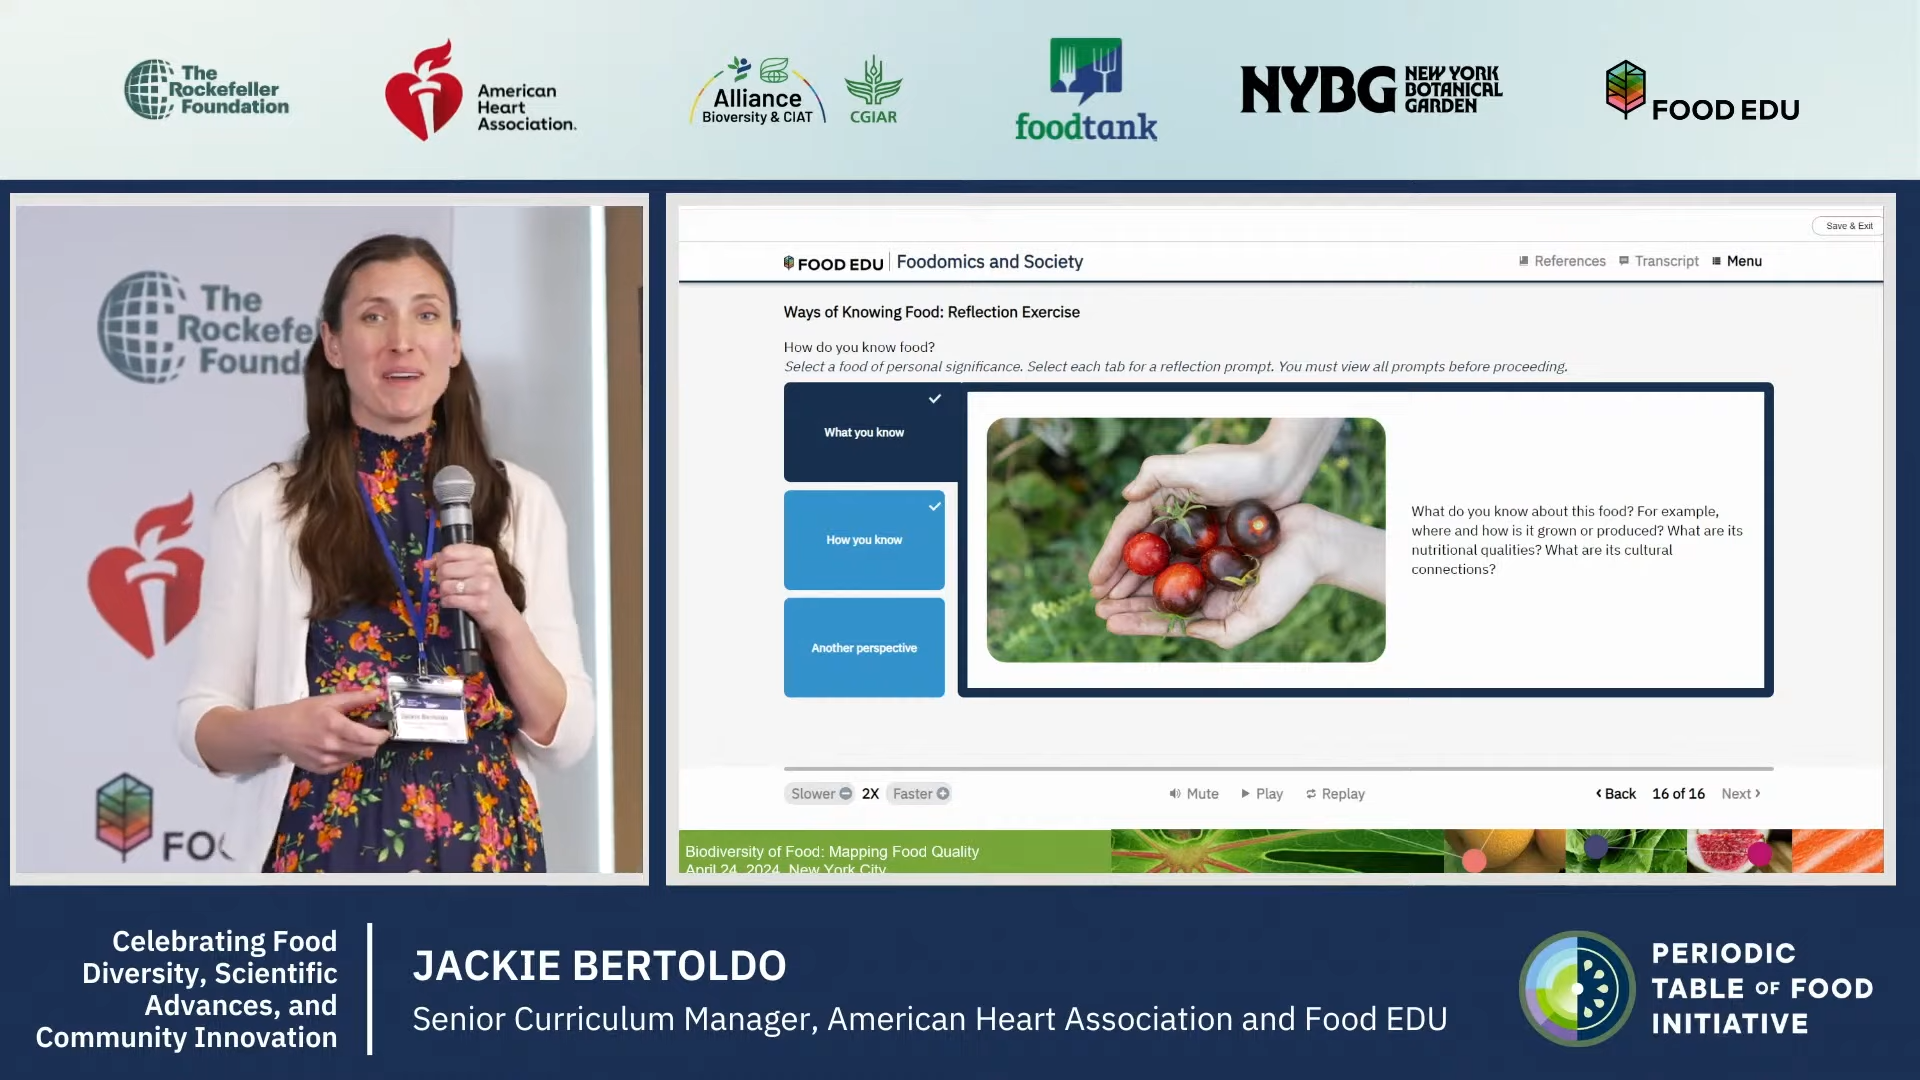 The
Rockefeller
Foundation
American
Heart
Association.
Alliance
Bioversity & CIAT
CGIAR
foodtank
NYBG NEW YORK
BOTANICAL
GARDEN
FOOD EDU
The
Rockefe
Found
FO
Jackie Bertoldo
Save & Exit
FOOD EDU
Foodomics and Society
References
Transcript
Menu
Ways of Knowing Food: Reflection Exercise
How do you know food?
Select a food of personal significance. Select each tab for a reflection prompt. You must view all prompts before proceeding.
What you know
How you know
Another perspective
What do you know about this food? For example,
where and how is it grown or produced? What are its
nutritional qualities? What are its cultural
connections?
Slower 2X Faster
Mute Play Replay
Back 16 of 16 Next
Biodiversity of Food: Mapping Food Quality
April 24, 2024, New York City
Celebrating Food
Diversity, Scientific
Advances, and
Community Innovation
JACKIE BERTOLDO
Senior Curriculum Manager, American Heart Association and Food EDU
PERIODIC
TABLE OF FOOD
INITIATIVE